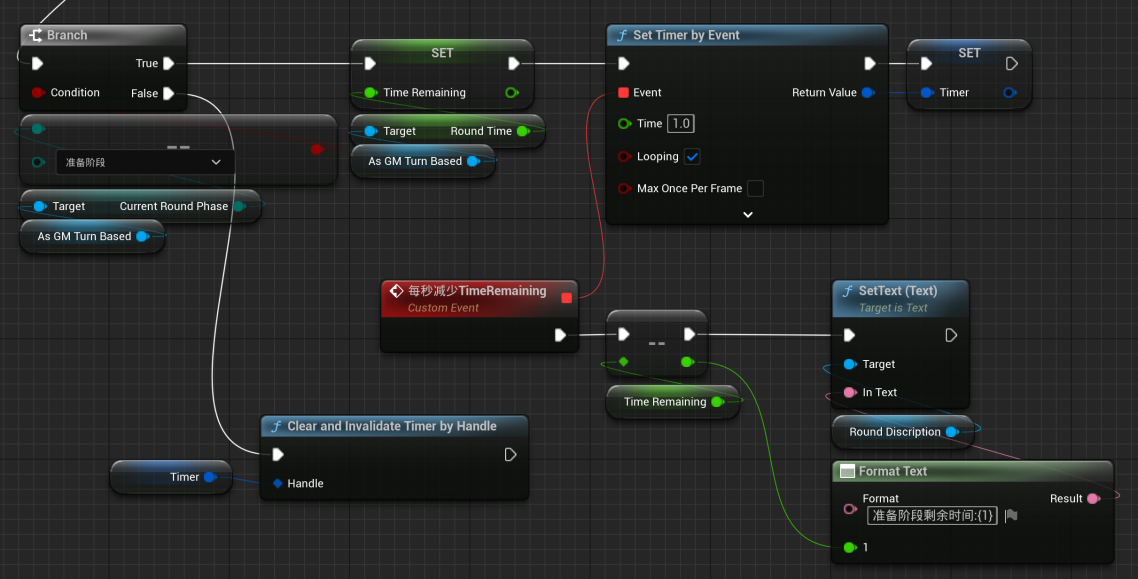 Branch
True
Condition
False
==
准备阶段
Target
Current Round Phase
As GM Turn Based
SET
Time Remaining
Target
Round Time
As GM Turn Based
Set Timer by Event
Event
Return Value
Time
1.0
Looping
Max Once Per Frame
SET
Timer
每秒减少TimeRemaining
Custom Event
--
Time Remaining
SetText (Text)
Target is Text
Target
In Text
Round Discription
Clear and Invalidate Timer by Handle
Timer
Handle
Format Text
Format
Result
准备阶段剩余时间:{1}
1